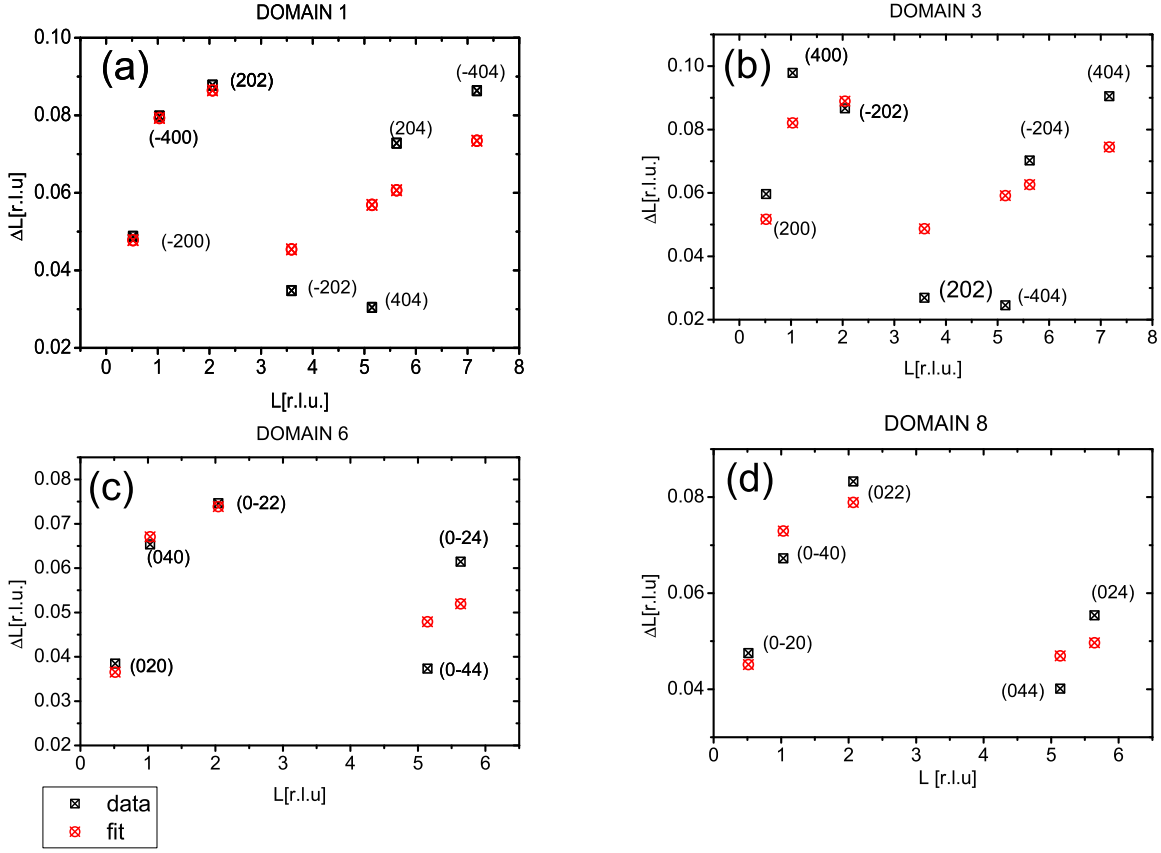 DOMAIN 1
(a)
0.10
0.08
0.06
0.04
0.02
ΔL[r.l.u]
(202)
(-404)
(-400)
(204)
(-200)
(-202)
(404)
0 1 2 3 4 5 6 7 8
L[r.l.u.]
DOMAIN 3
(b)
0.10
0.08
0.06
0.04
0.02
ΔL[r.l.u.]
(400)
(404)
(-202)
(-204)
(200)
(202)
(-404)
0 1 2 3 4 5 6 7 8
L[r.l.u.]
DOMAIN 6
(c)
0.08
0.07
0.06
0.05
0.04
0.03
0.02
ΔL[r.l.u.]
(0-22)
(0-24)
(040)
(020)
(0-44)
0 1 2 3 4 5 6
L[r.l.u]
DOMAIN 8
(d)
0.08
0.06
0.04
ΔL[r.l.u]
(022)
(0-40)
(024)
(0-20)
(044)
0 1 2 3 4 5 6
L [r.l.u]
data
fit